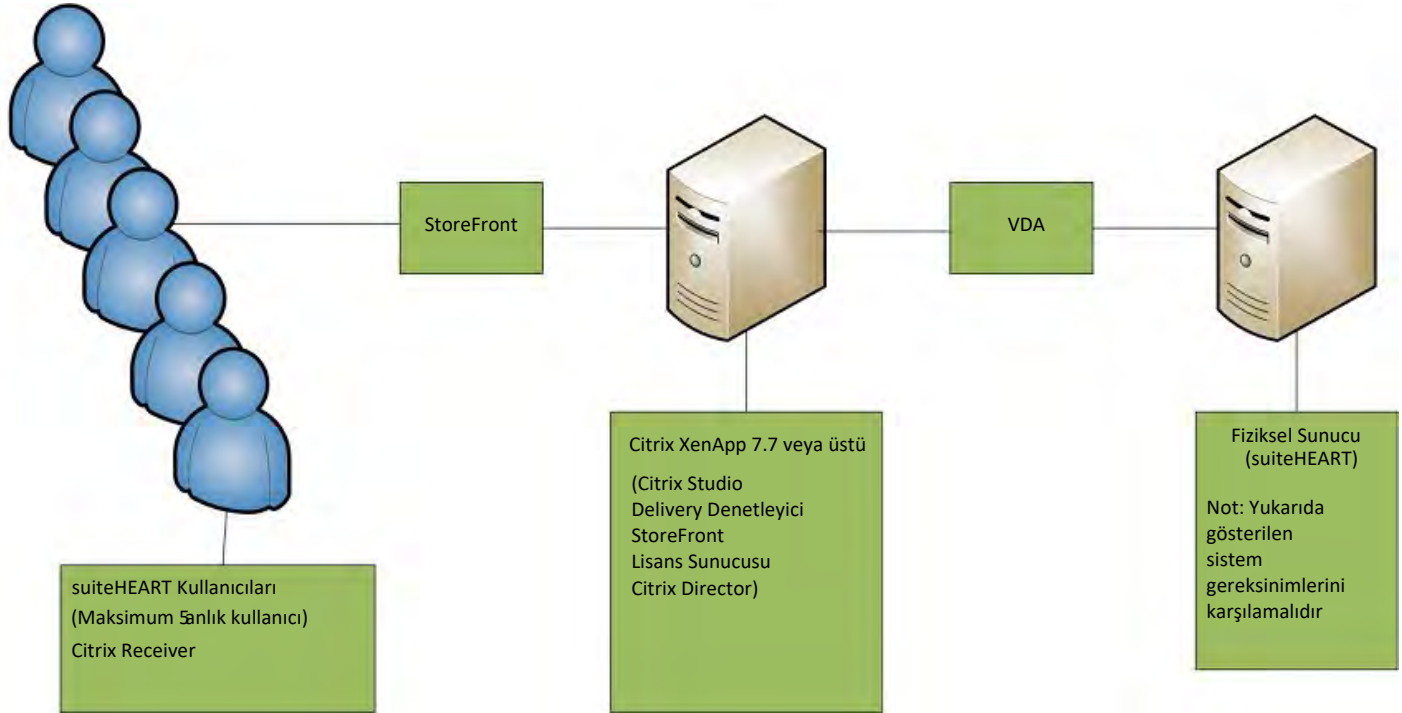 StoreFront
VDA
suiteHEART Kullanıcıları
(Maksimum 5anlık kullanıcı)
Citrix Receiver
Citrix XenApp 7.7 veya üstü
(Citrix Studio
Delivery Denetleyici
StoreFront
Lisans Sunucusu
Citrix Director)
Fiziksel Sunucu
(suiteHEART)
Not: Yukarıda
gösterilen
sistem
gereksinimlerini
karşılamalıdır